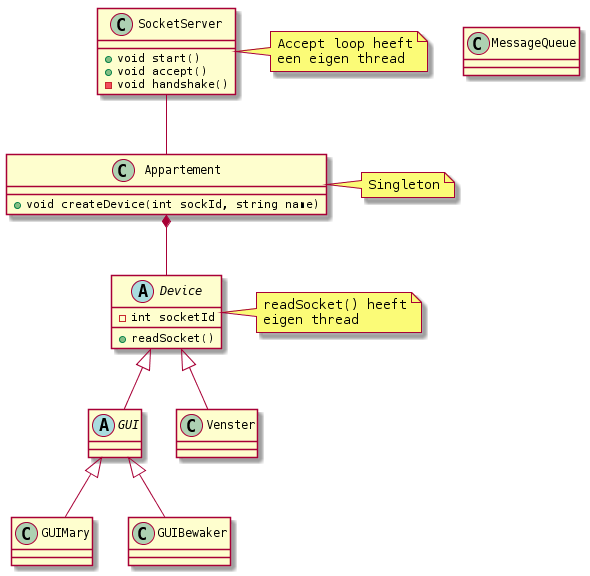 C SocketServer
void start()
void accept()
void handshake()
Accept loop heeft
een eigen thread
C MessageQueue
C Appartement
void createDevice(int sockId, string name)
Singleton
A Device
int socketId
readSocket()
readSocket() heeft
eigen thread
A GUI
C Venster
C GUIMary
C GUIBewaker